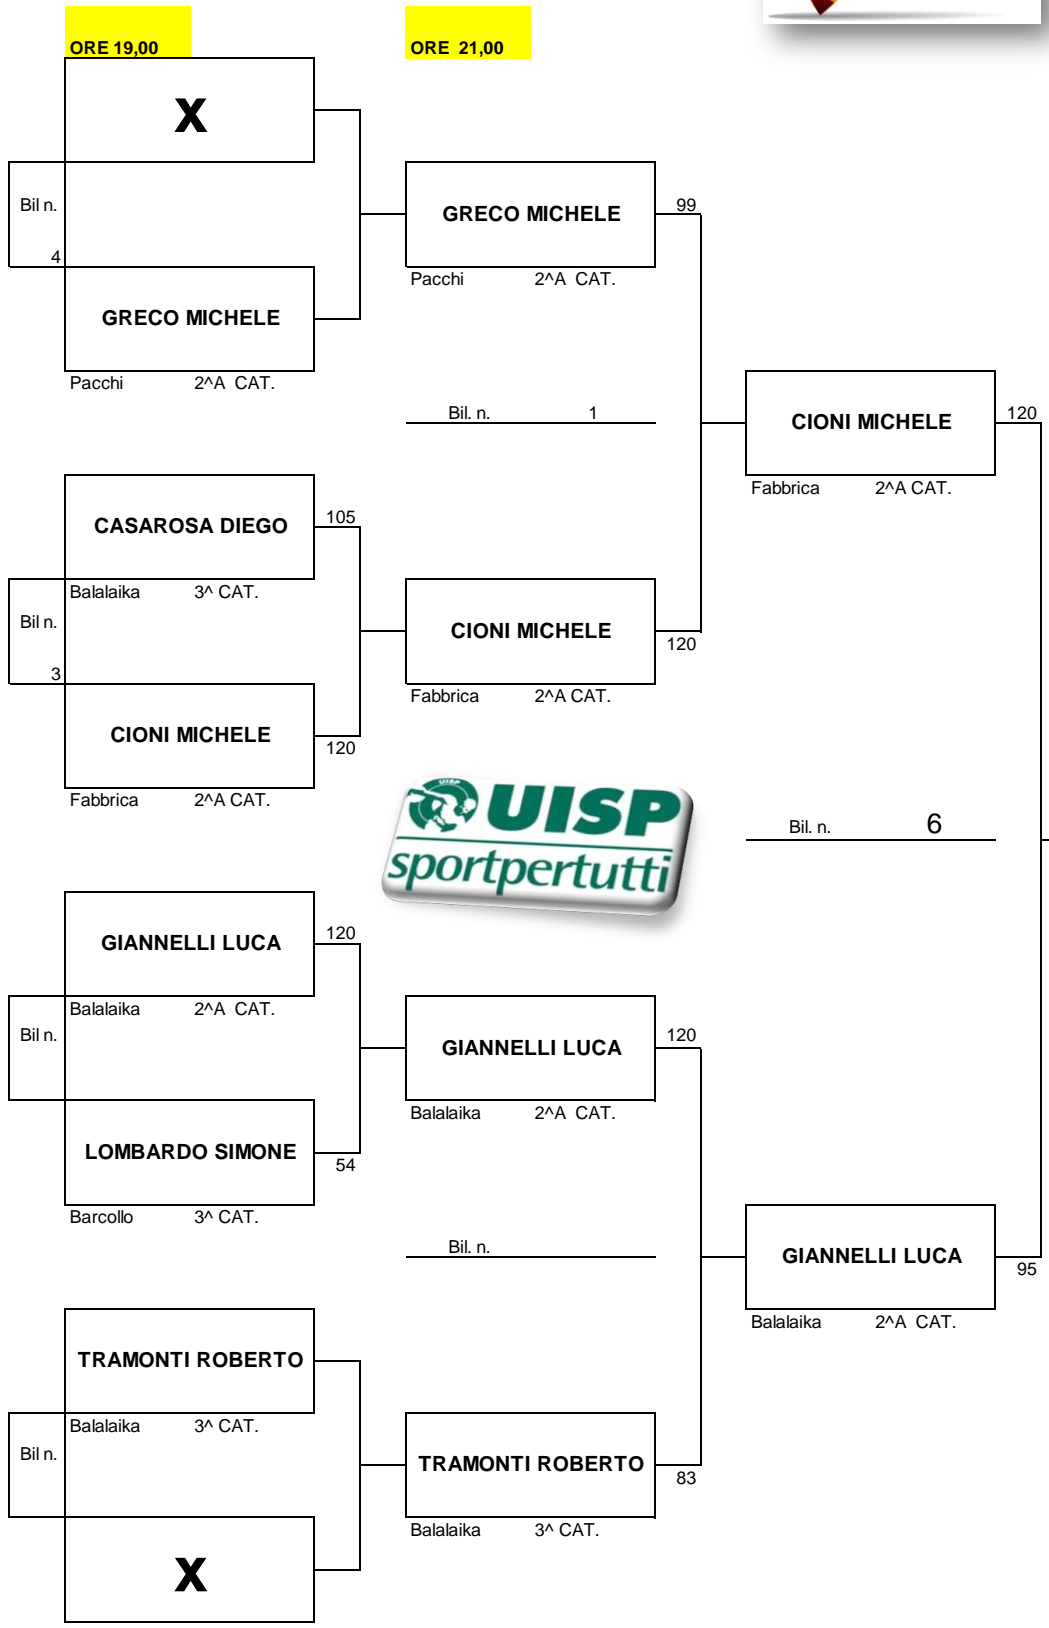 ORE 19,00
ORE 21,00
X
Bil n.
4
GRECO MICHELE
99
Pacchi 2^A CAT.
GRECO MICHELE
Pacchi 2^A CAT.
Bil. n. 1
CIONI MICHELE
120
Fabbrica 2^A CAT.
CASAROSA DIEGO
105
Balalaika 3^ CAT.
Bil n.
3
CIONI MICHELE
120
Fabbrica 2^A CAT.
CIONI MICHELE
120
Fabbrica 2^A CAT.
UISP
UISP
sportpertutti
Bil. n. 6
GIANNELLI LUCA
120
Balalaika 2^A CAT.
Bil n.
GIANNELLI LUCA
120
Balalaika 2^A CAT.
LOMBARDO SIMONE
54
Barcollo 3^ CAT.
Bil. n.
GIANNELLI LUCA
95
Balalaika 2^A CAT.
TRAMONTI ROBERTO
Balalaika 3^ CAT.
Bil n.
TRAMONTI ROBERTO
83
Balalaika 3^ CAT.
X